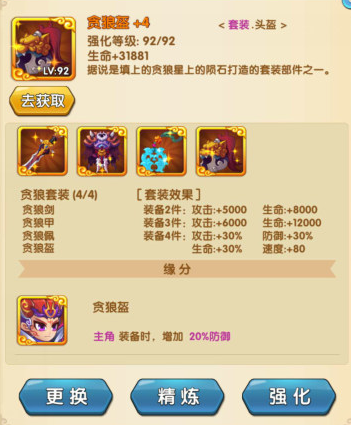 贪狼盔 +4
< 套装.头盔 >
强化等级: 92/92
生命+31881
据说是填上的贪狼星上的陨石打造的套装部件之一。
LV:92
去获取
贪狼套装 (4/4) [ 套装效果 ]
贪狼剑 装备2件: 攻击:+5000 生命:+8000
贪狼甲 装备3件: 攻击:+6000 生命:+12000
贪狼佩 装备4件: 攻击:+30% 防御:+30%
贪狼盔 生命:+30% 速度:+80
缘 分
贪狼盔
主角 装备时, 增加 20%防御
更 换 精 炼 强 化